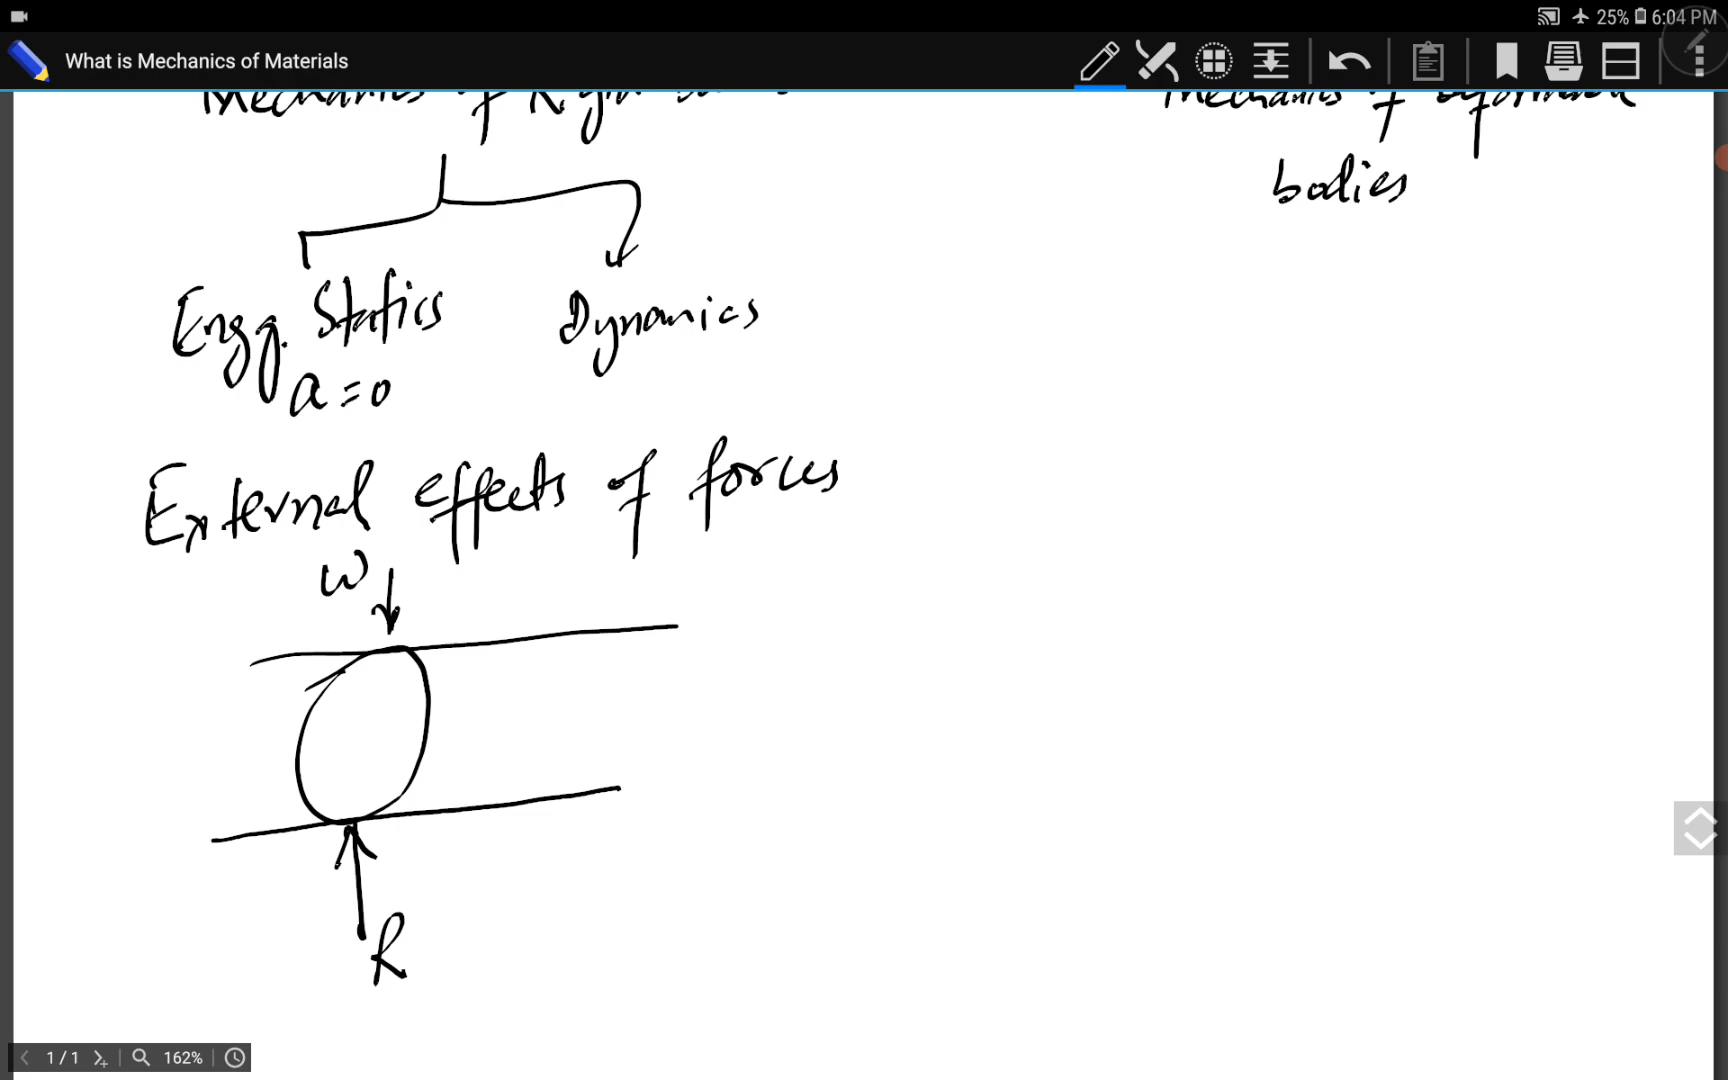 25% 6:04 PM
What is Mechanics of Materials
Mechanics of Rigid
Mechanics of deformable
bodies
Engg. Statics
Dynamics
a=0
External effects of forces
W
R
1/1 162%